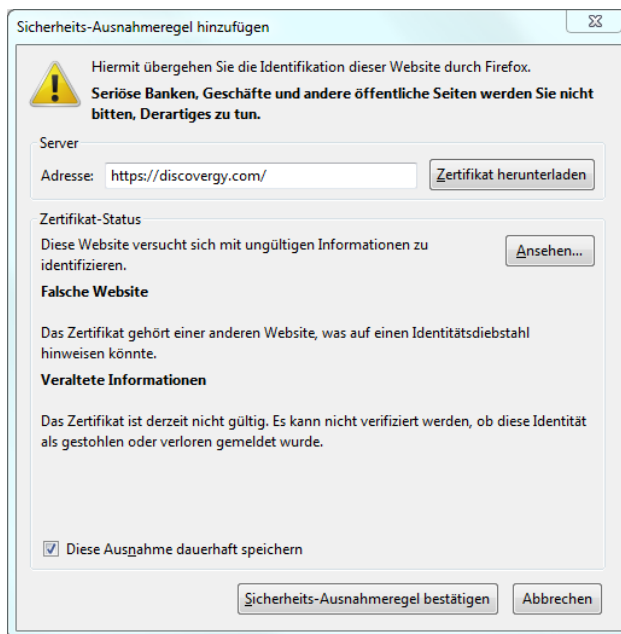 Sicherheits-Ausnahmeregel hinzufügen
Hiermit übergehen Sie die Identifikation dieser Website durch Firefox.
Seriöse Banken, Geschäfte und andere öffentliche Seiten werden Sie nicht
bitten, Derartiges zu tun.
Server
Adresse: https://discovergy.com/ Zertifikat herunterladen
Zertifikat-Status
Diese Website versucht sich mit ungültigen Informationen zu
identifizieren.
Ansehen...
Falsche Website
Das Zertifikat gehört einer anderen Website, was auf einen Identitätsdiebstahl
hinweisen könnte.
Veraltete Informationen
Das Zertifikat ist derzeit nicht gültig. Es kann nicht verifiziert werden, ob diese Identität
als gestohlen oder verloren gemeldet wurde.
Diese Ausnahme dauerhaft speichern
Sicherheits-Ausnahmeregel bestätigen Abbrechen